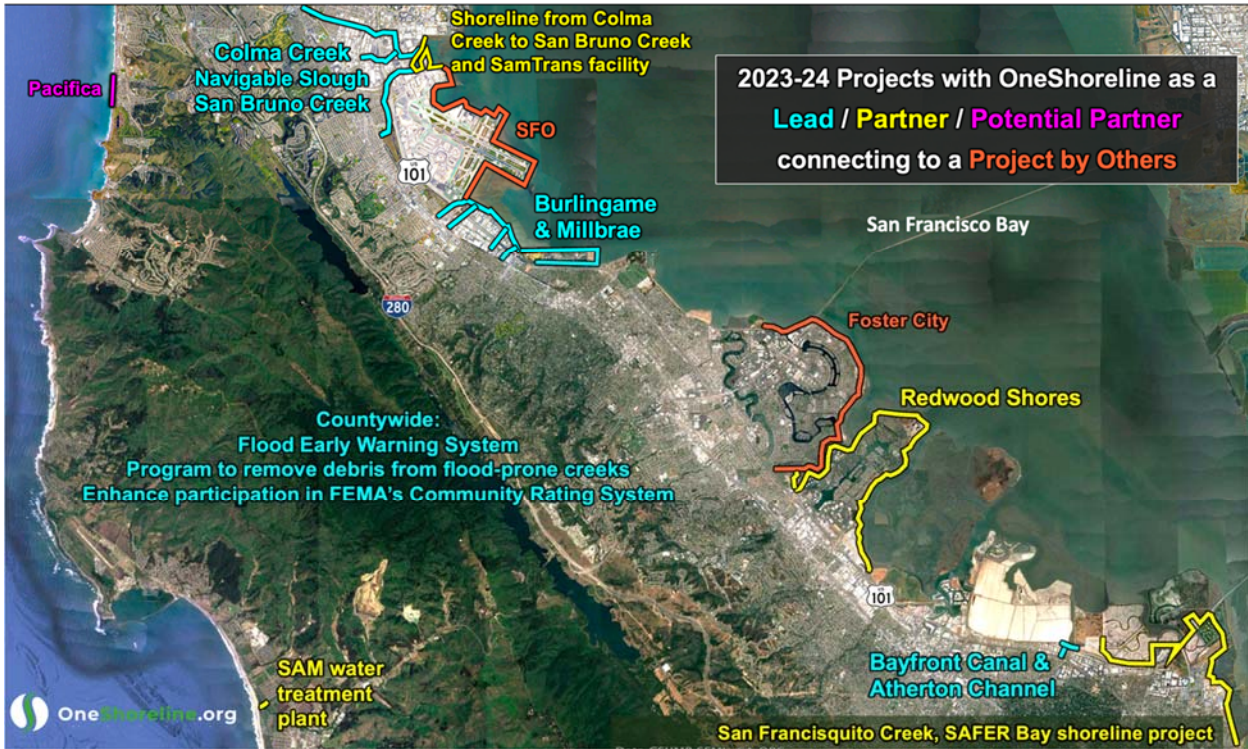 Shoreline from Colma
Creek to San Bruno Creek
and SamTrans facility
Colma Creek
Navigable Slough
San Bruno Creek
Pacifica
2023-24 Projects with OneShoreline as a
Lead / Partner / Potential Partner
connecting to a Project by Others
SFO
US
101
Burlingame
& Millbrae
San Francisco Bay
280
Foster City
Redwood Shores
Countywide:
Flood Early Warning System
Program to remove debris from flood-prone creeks
Enhance participation in FEMA's Community Rating System
101
Bayfront Canal &
Atherton Channel
SAM water
treatment
plant
OneShoreline.org
San Francisquito Creek, SAFER Bay shoreline project